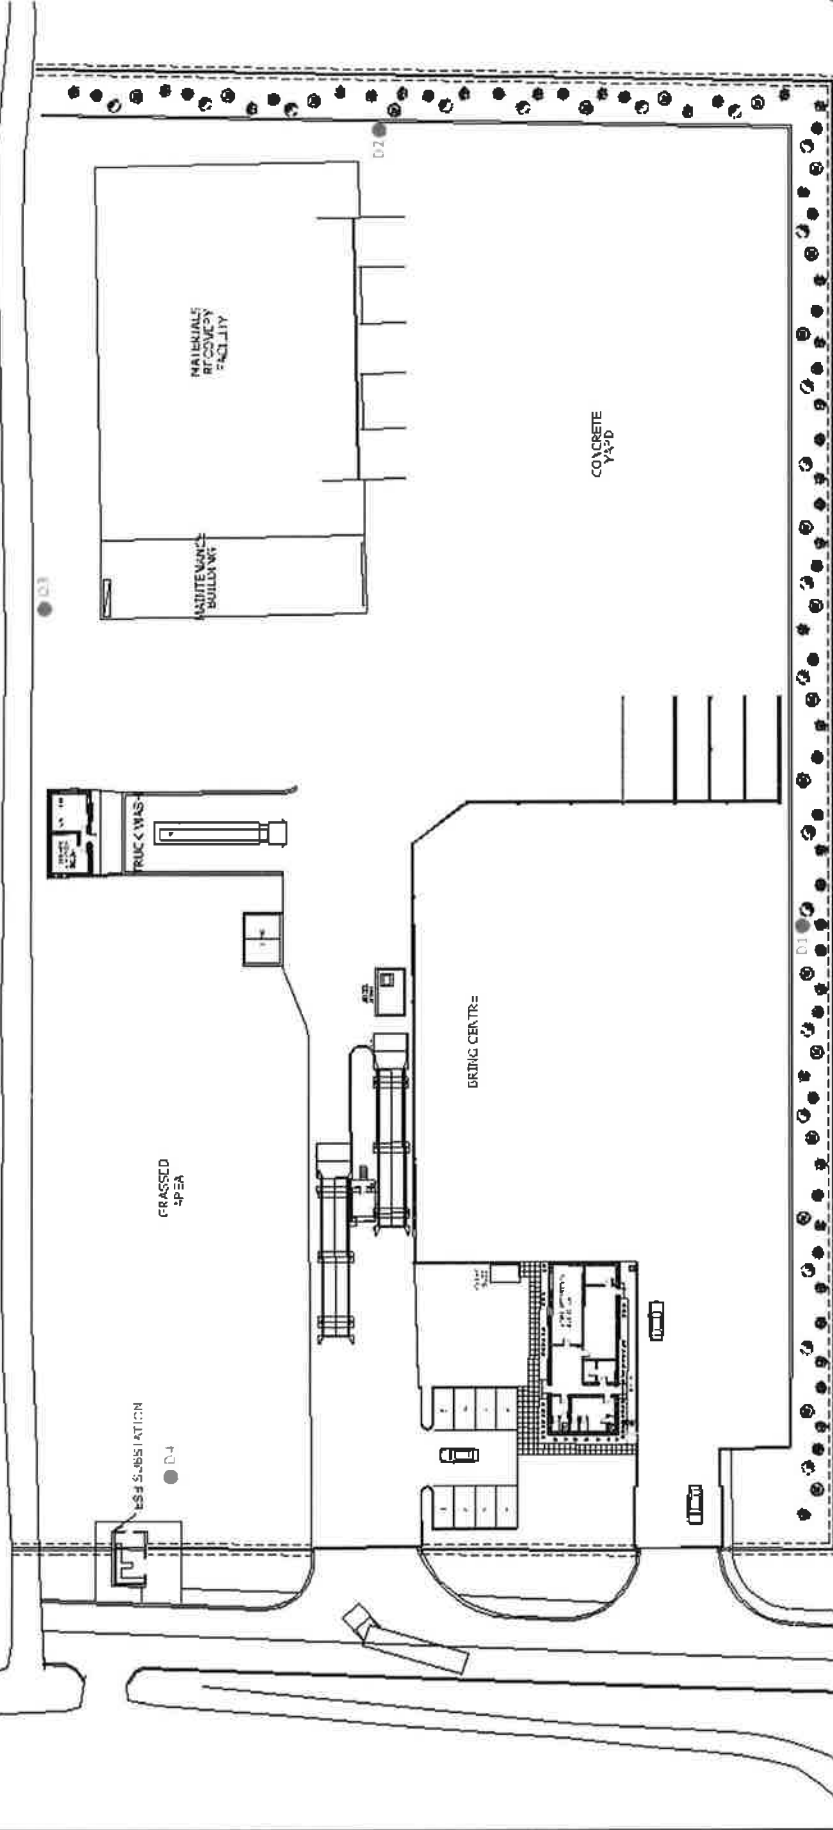 D2
MATERIALS
RECOVERY
FACILITY
CONCRETE
YARD
MAINTENANCE
BUILDING
D3
TRUCK WASH
D1
BRING CENTRE
GRASSED
AREA
ESB SUBSTATION
D4